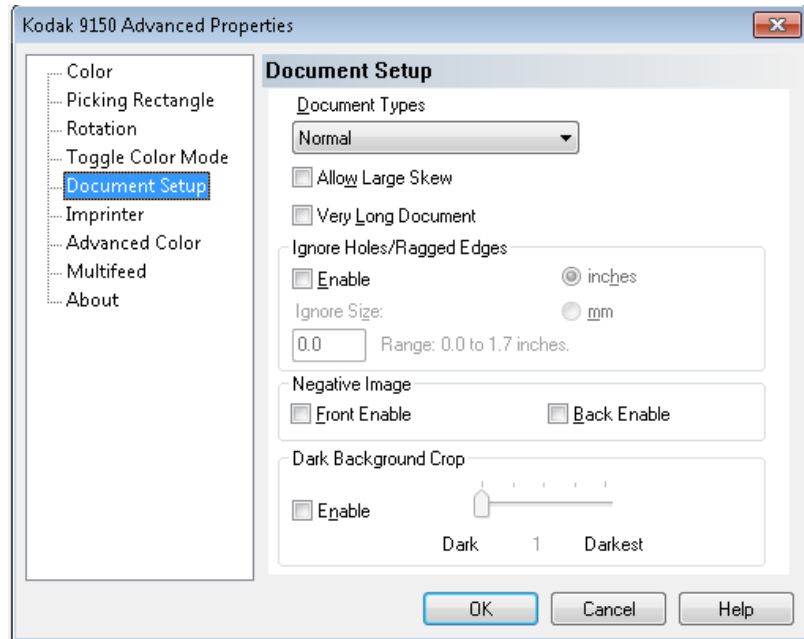 Kodak 9150 Advanced Properties
Color
Picking Rectangle
Rotation
Toggle Color Mode
Document Setup
Imprinter
Advanced Color
Multifeed
About
Document Setup
Document Types
Normal
Allow Large Skew
Very Long Document
Ignore Holes/Ragged Edges
Enable
inches
Ignore Size:
mm
0.0 Range: 0.0 to 1.7 inches.
Negative Image
Front Enable Back Enable
Dark Background Crop
Enable
Dark 1 Darkest
OK Cancel Help